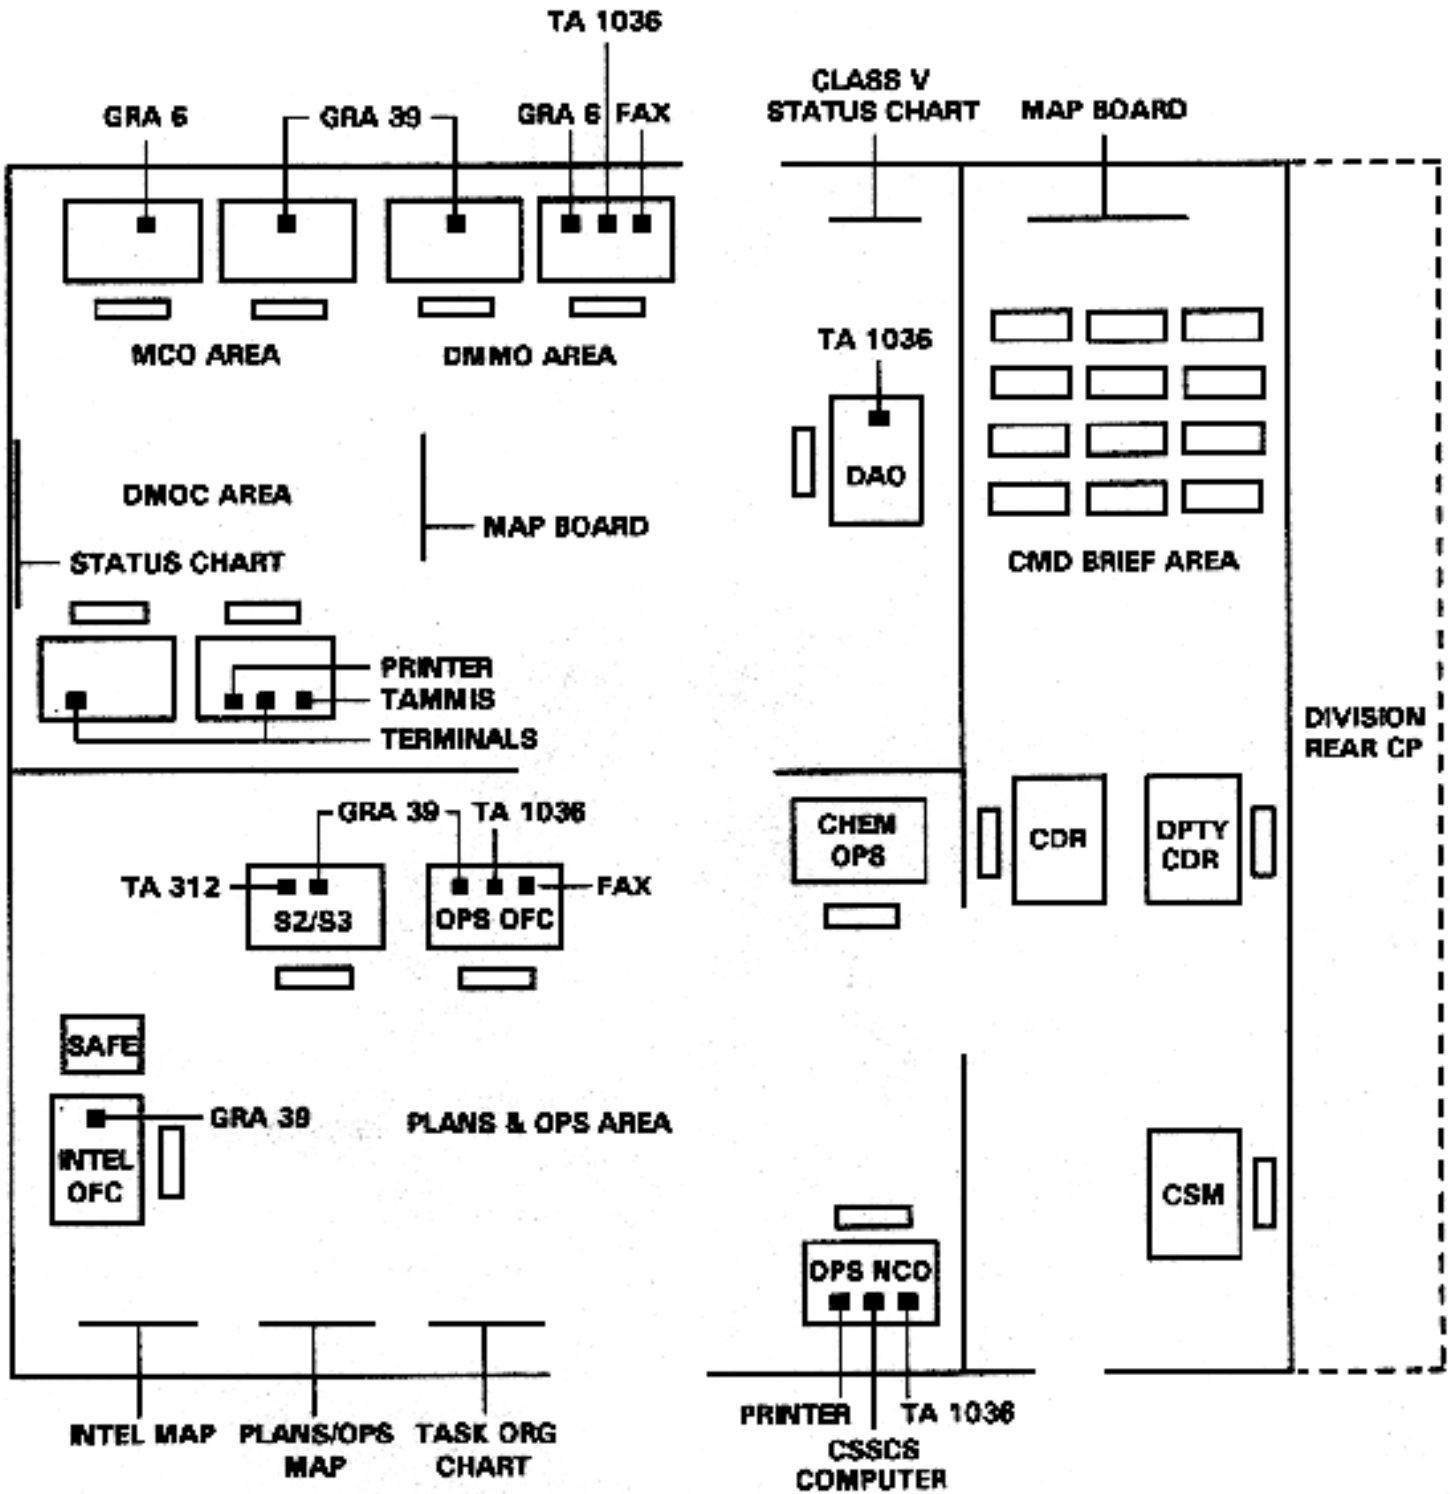 TA 1036
CLASS V
STATUS CHART
MAP BOARD
GRA 6
GRA 39
GRA 6
FAX
MCO AREA
DMMO AREA
TA 1036
DAO
DMOC AREA
MAP BOARD
STATUS CHART
CMD BRIEF AREA
PRINTER
TAMMIS
TERMINALS
DIVISION
REAR CP
GRA 39
TA 1036
CHEM
OPS
CDR
DPTY
CDR
TA 312
FAX
S2/S3
OPS OFC
SAFE
GRA 39
PLANS & OPS AREA
INTEL
OFC
CSM
OPS NCO
INTEL MAP
PLANS/OPS
MAP
TASK ORG
CHART
PRINTER
TA 1036
CSSCS
COMPUTER